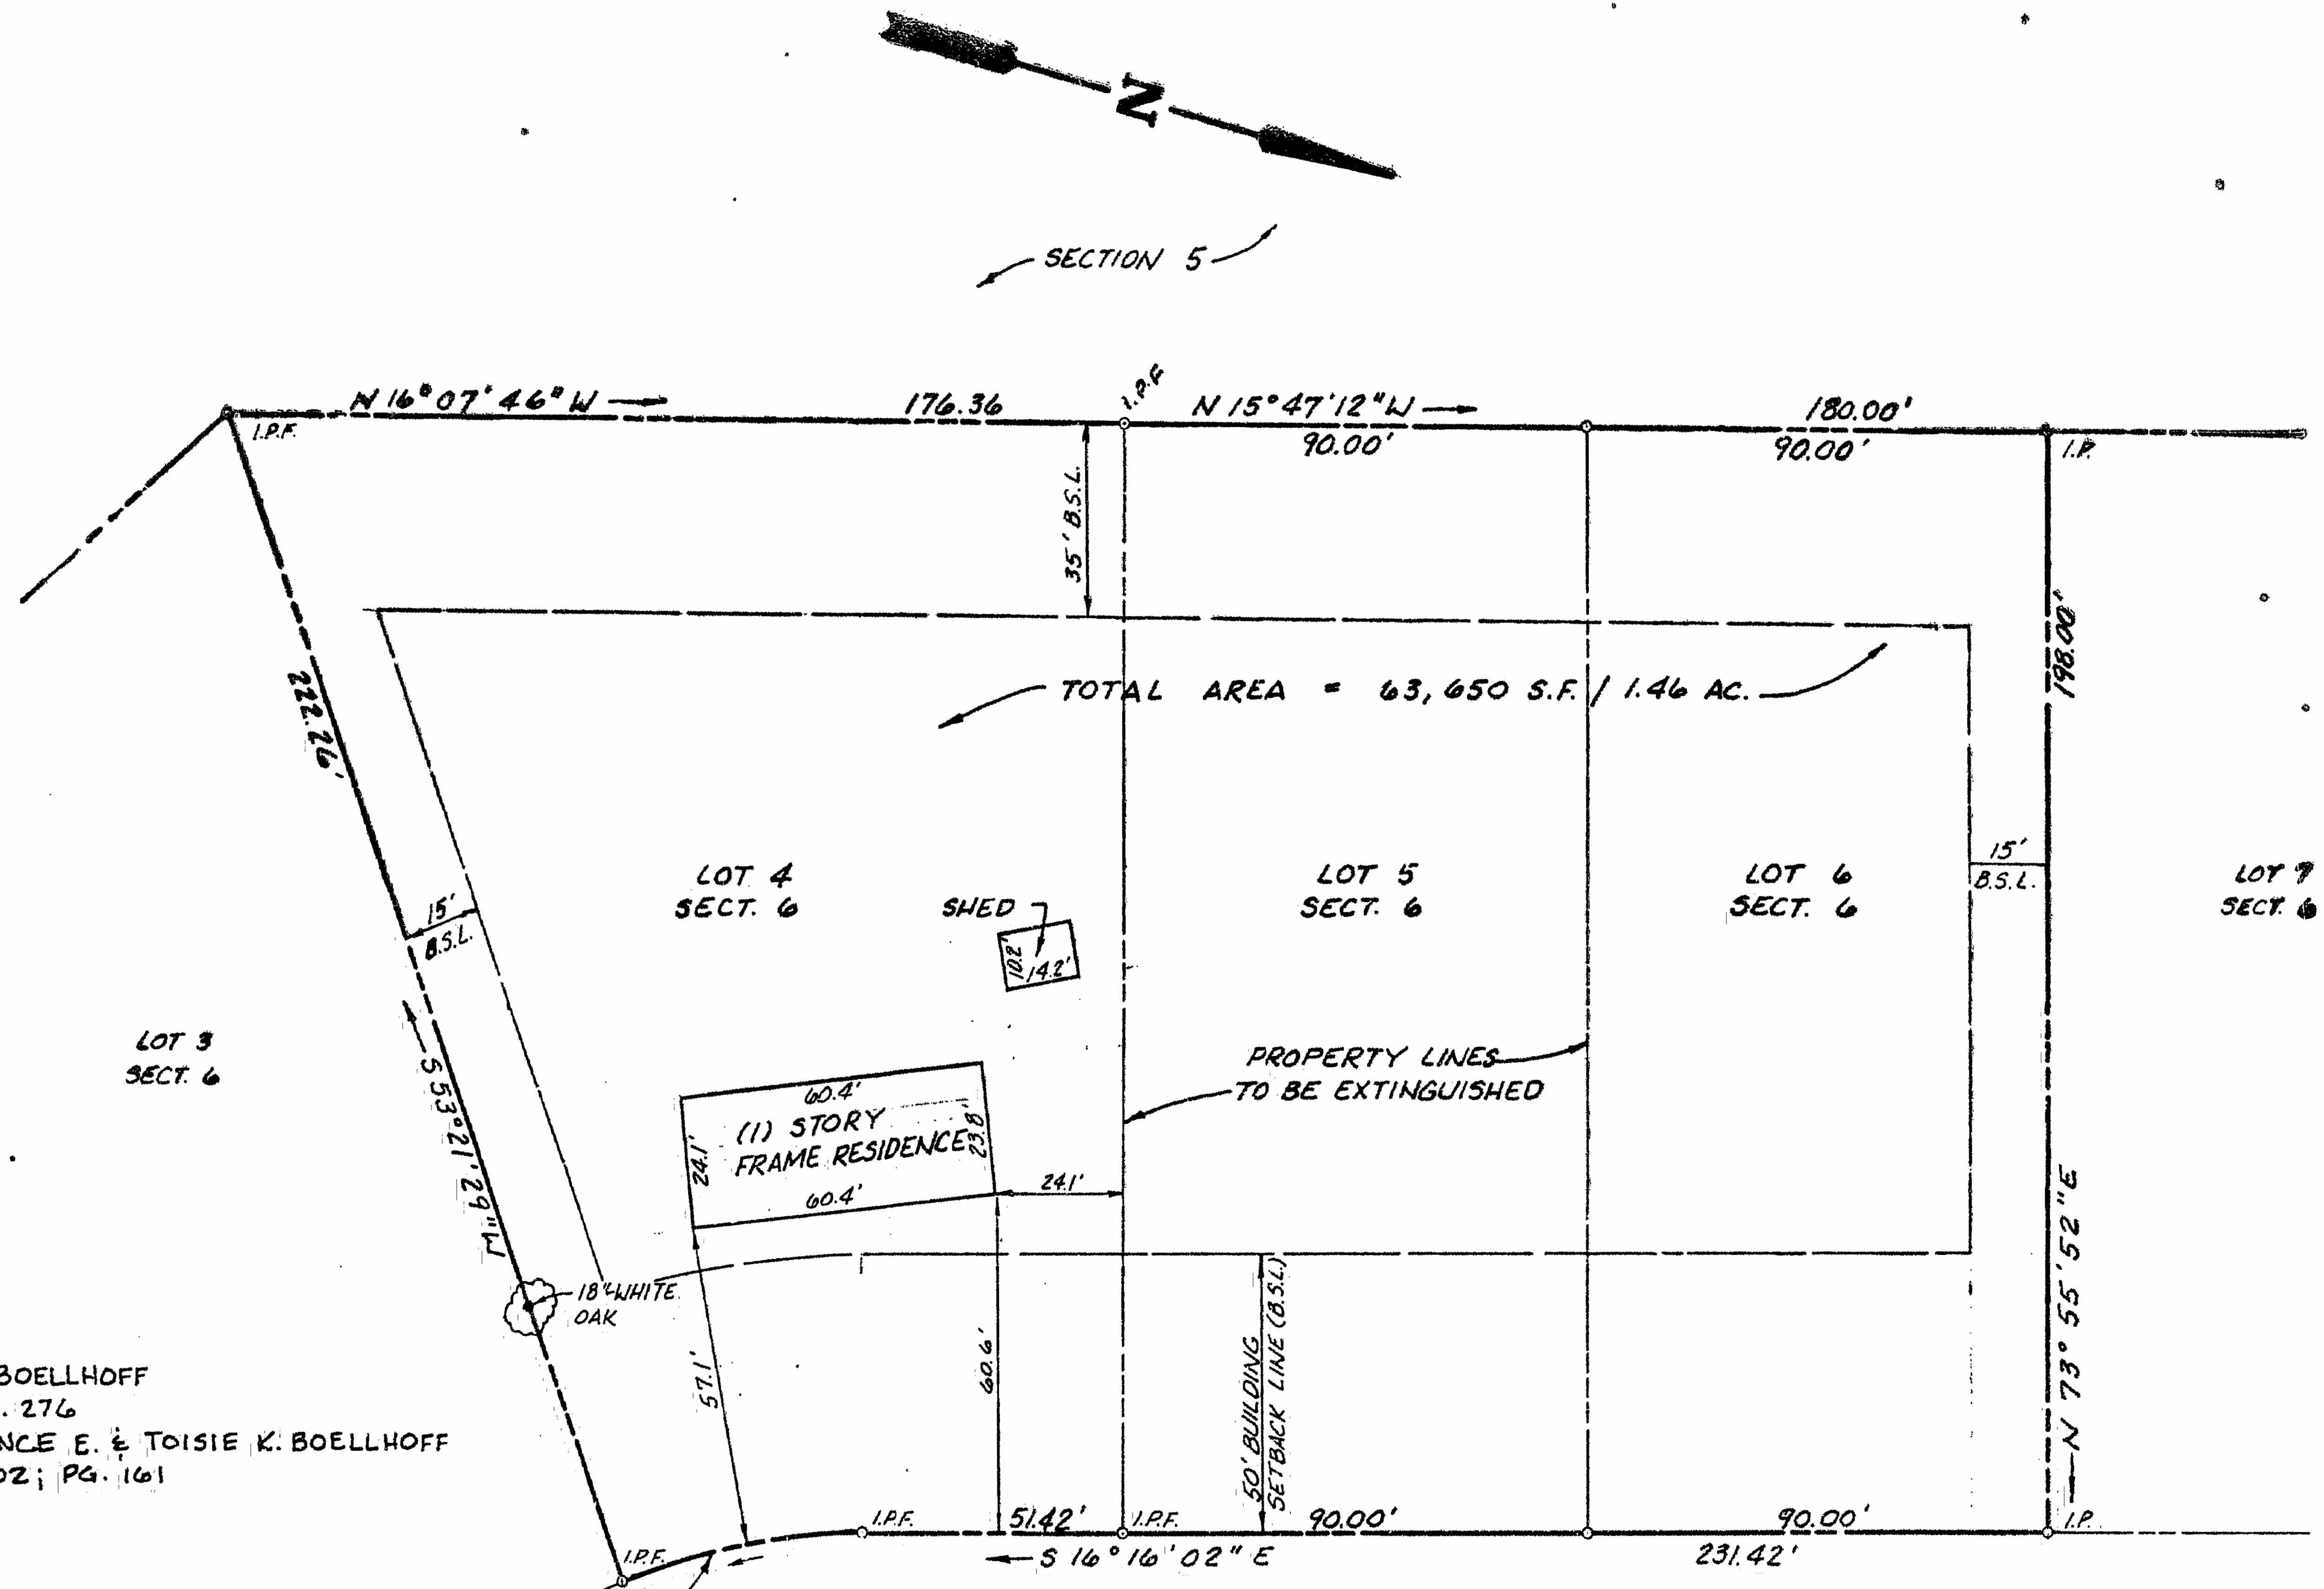 N
SECTION 5
N 16° 07' 46" W
176.36
I.P.F
N 15° 47' 12" W
180.00'
I.P.F.
90.00'
90.00'
I.P.
35' B.S.L.
198.00'
222.26'
TOTAL AREA = 63,650 S.F. / 1.46 AC.
LOT 4
SECT. 6
SHED
10.2'
14.2'
LOT 5
SECT. 6
LOT 6
SECT. 6
15'
B.S.L.
LOT 7
SECT. 6
15'
B.S.L.
LOT 3
SECT. 6
S 53° 21' 29" W
PROPERTY LINES
TO BE EXTINGUISHED
60.4'
(1) STORY
FRAME RESIDENCE
24.1'
23.8'
60.4'
24.1'
18" WHITE
OAK
57.1'
60.6'
50' BUILDING
SETBACK LINE (B.S.L.)
N 73° 55' 52" E
BOELLHOFF
. 276
NCE E. & TOISIE K. BOELLHOFF
02; PG. 161
I.P.F.
51.42'
I.P.F.
90.00'
90.00'
I.P.
I.P.F.
S 16° 16' 02" E
231.42'